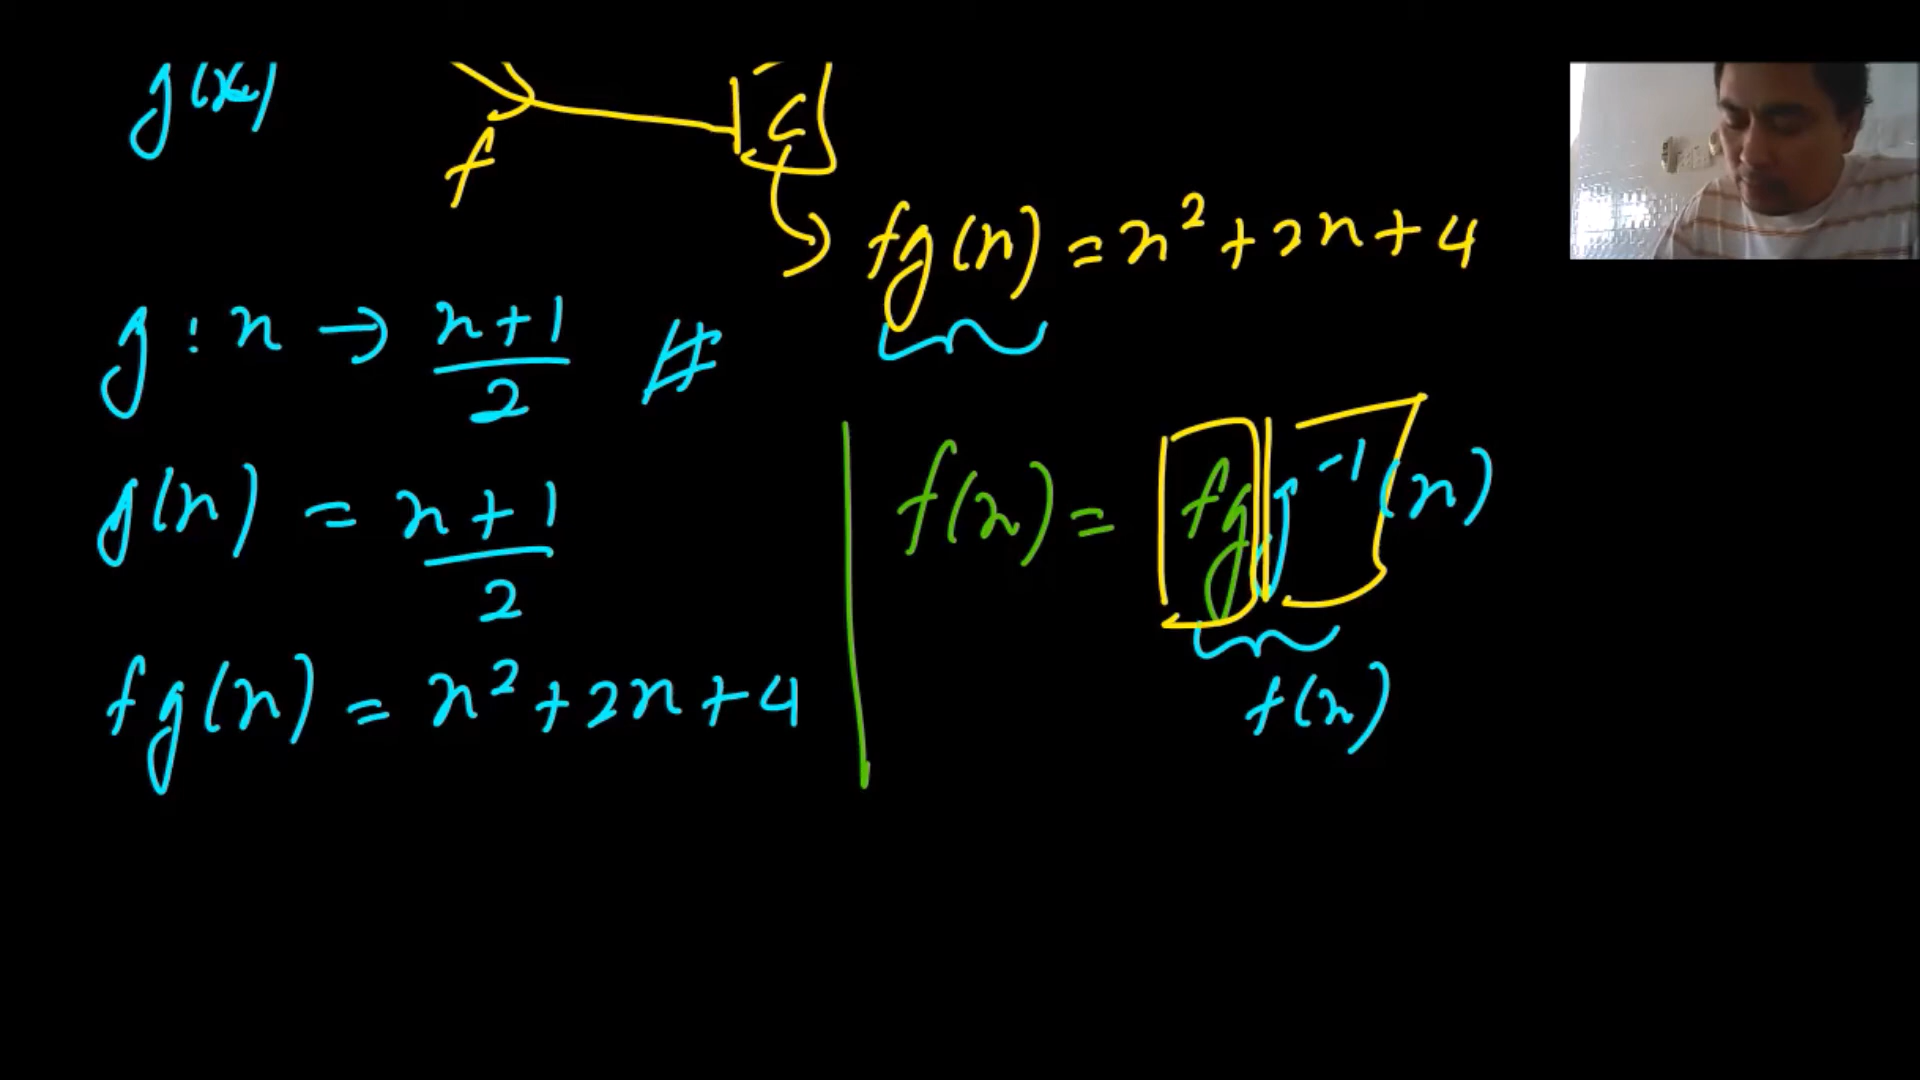 g(x)
f
c
fg(x) = x² + 2x + 4
g : x → x+1/2 #
g(x) = x+1/2
f(x) = fg g⁻¹(x)
f(x)
fg(x) = x² + 2x + 4